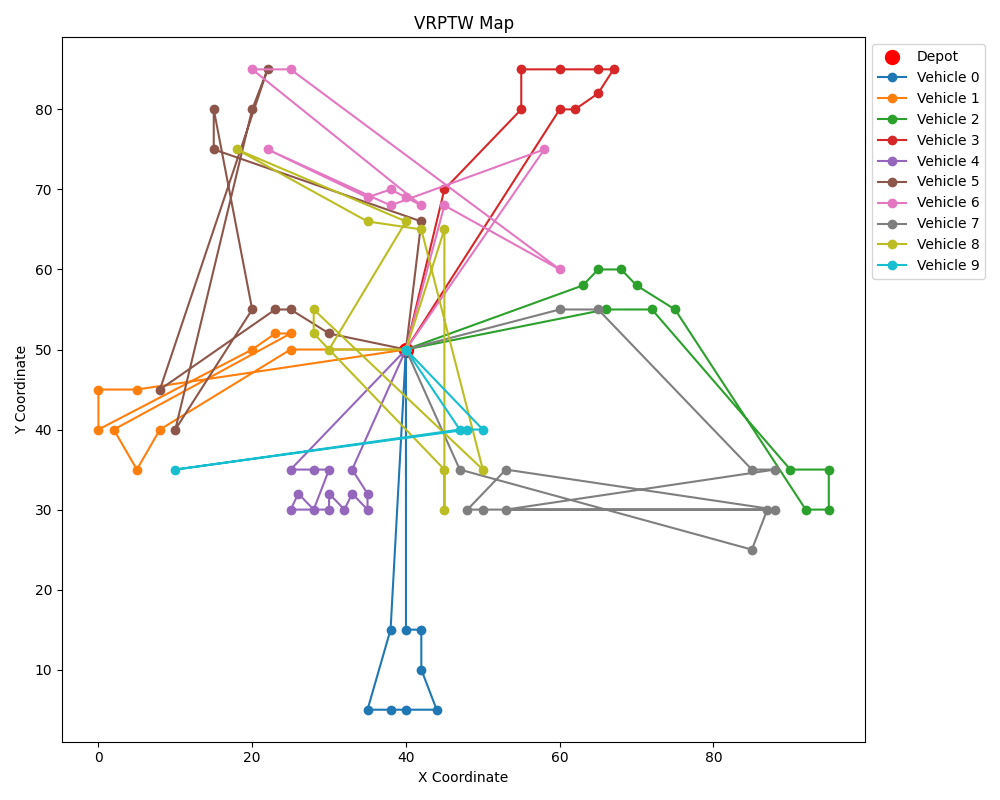 VRPTW Map
Depot
Vehicle 0
Vehicle 1
Vehicle 2
Vehicle 3
Vehicle 4
Vehicle 5
Vehicle 6
Vehicle 7
Vehicle 8
Vehicle 9
Y Coordinate
80
70
60
50
40
30
20
10
0 20 40 60 80
X Coordinate